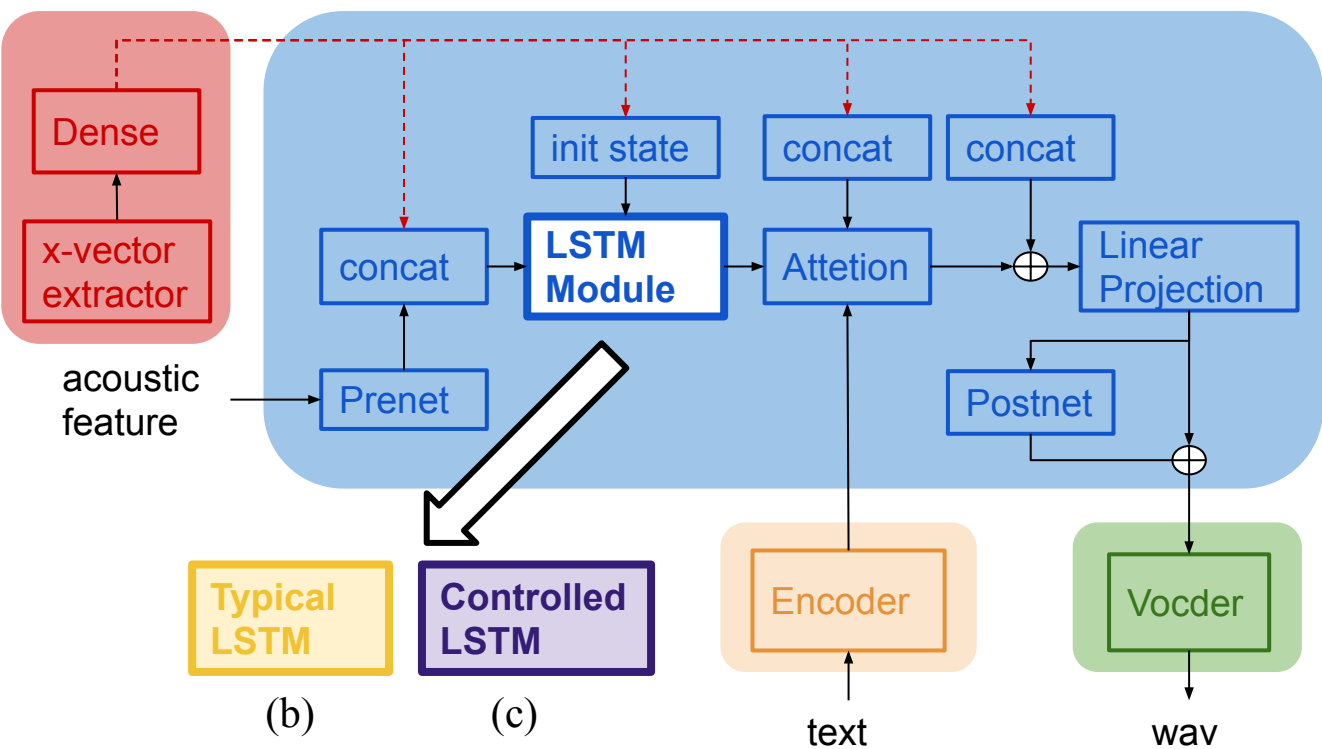 Dense
x-vector
extractor
acoustic
feature
init state
concat
concat
concat
LSTM
Module
Attetion
Linear
Projection
Prenet
Postnet
Typical
LSTM
Controlled
LSTM
Encoder
Vocder
(b)
(c)
text
wav